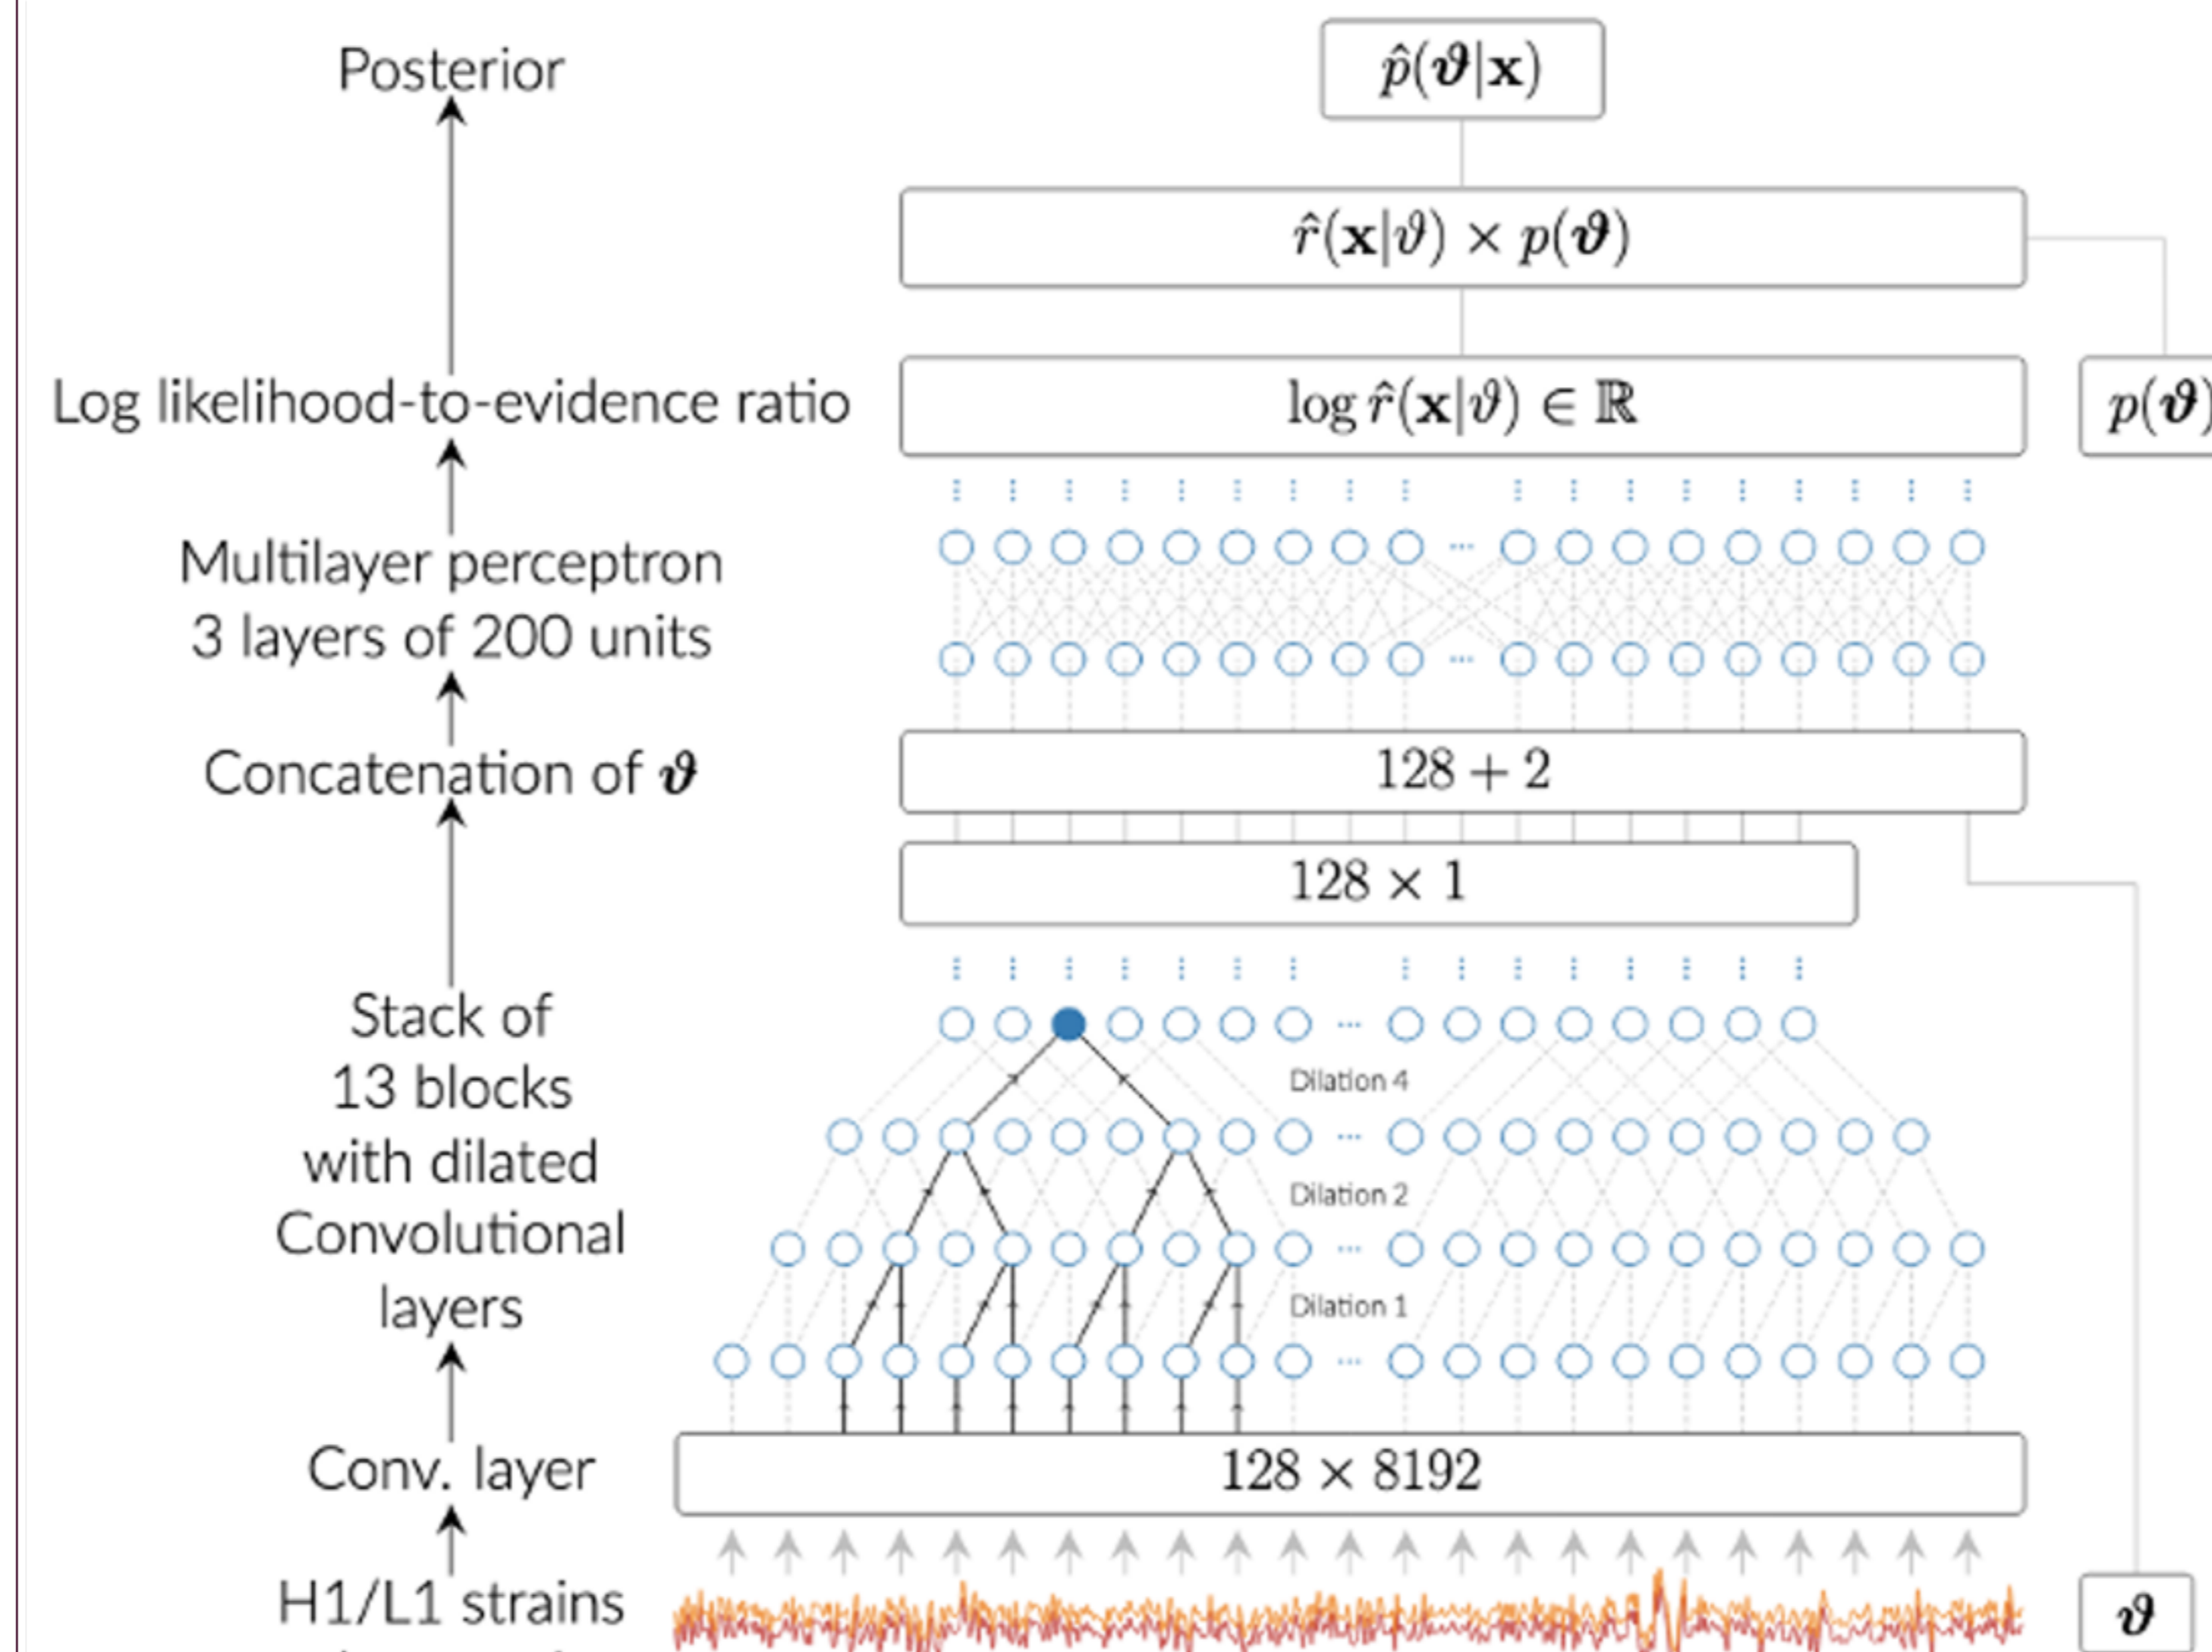 Posterior
p̂(ϑ|x)
r̂(x|ϑ) × p(ϑ)
Log likelihood-to-evidence ratio
log r̂(x|ϑ) ∈ ℝ
p(ϑ)
Multilayer perceptron
3 layers of 200 units
Concatenation of ϑ
128 + 2
128 × 1
Stack of
13 blocks
with dilated
Convolutional
layers
Dilation 4
Dilation 2
Dilation 1
Conv. layer
128 × 8192
H1/L1 strains
ϑ